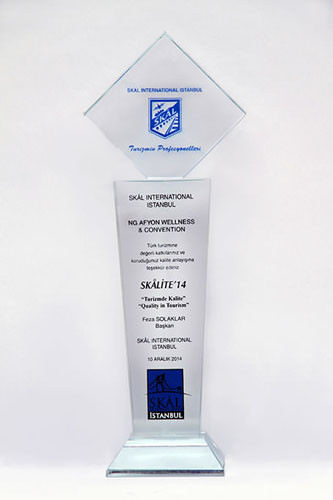 SKÅL INTERNATIONAL ISTANBUL
SKÅL
Turizmin Profesyonelleri
SKÅL INTERNATIONAL
ISTANBUL
NG AFYON WELLNESS
& CONVENTION
Türk turizmine
değerli katkılarınız ve
koruduğunuz kalite anlayışına
teşekkür ederiz
SKÅLİTE'14
"Turizmde Kalite"
"Quality in Tourism"
Feza SOLAKLAR
Başkan
SKÅL INTERNATIONAL
ISTANBUL
10 ARALIK 2014
SKÅL
İSTANBUL